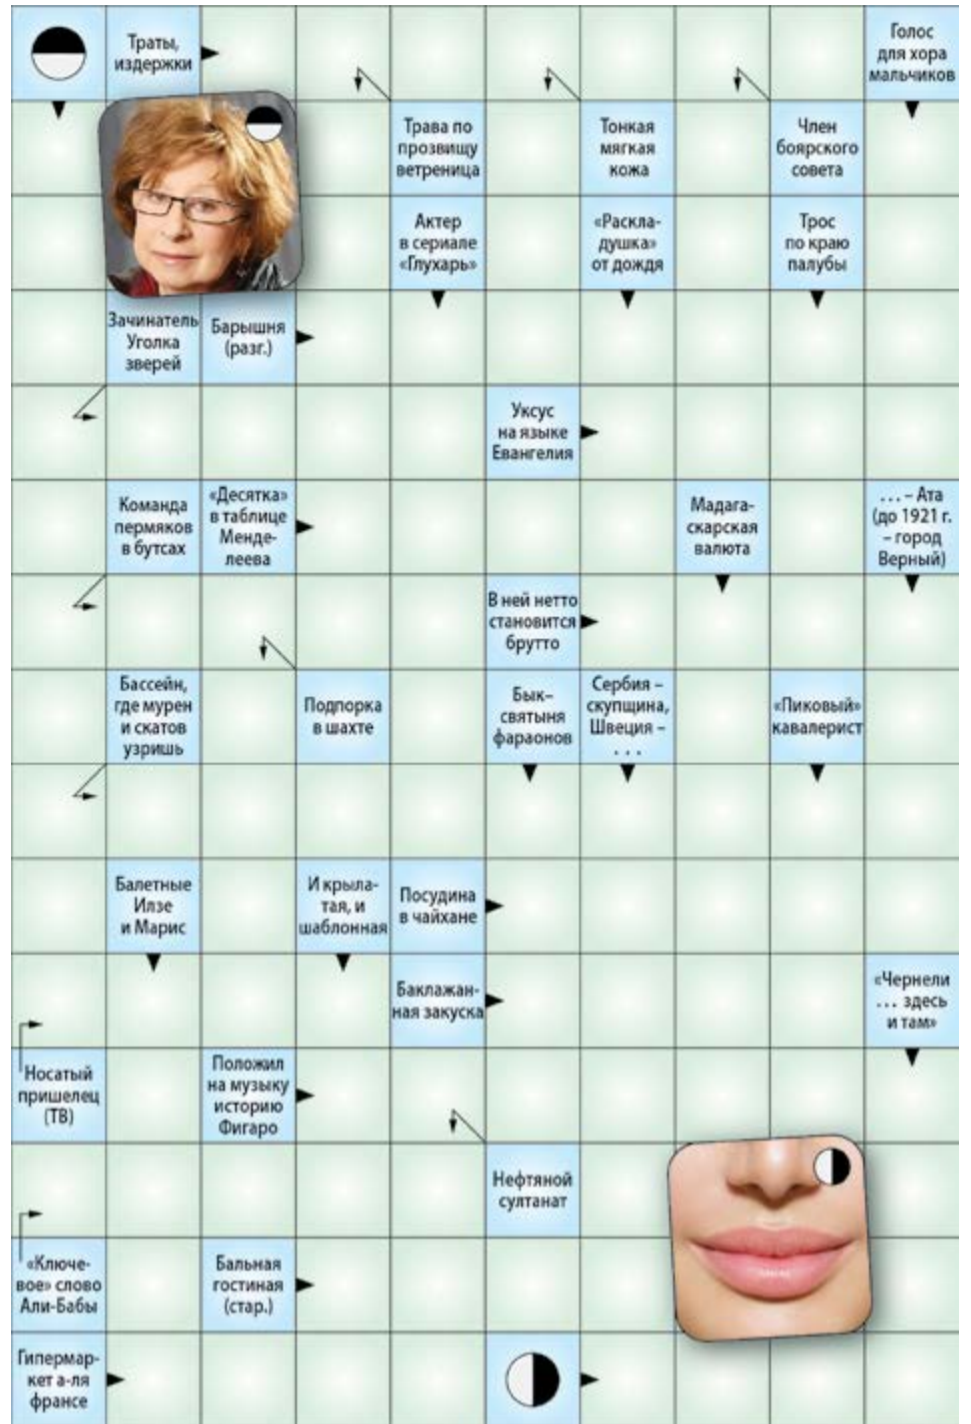 Траты,
издержки
Голос
для хора
мальчиков
Трава по
прозвищу
ветреница
Тонкая
мягкая
кожа
Член
боярского
совета
Актер
в сериале
«Глухарь»
«Раскла-
душка»
от дождя
Трос
по краю
палубы
Зачинатель
Уголка
зверей
Барышня
(разг.)
Уксус
на языке
Евангелия
Команда
пермяков
в бутсах
«Десятка»
в таблице
Менде-
леева
Мадага-
скарская
валюта
... – Ата
(до 1921 г.
– город
Верный)
В ней нетто
становится
брутто
Бассейн,
где мурен
и скатов
узришь
Подпорка
в шахте
Бык–
святыня
фараонов
Сербия –
скупщина,
Швеция –
...
«Пиковый»
кавалерист
Балетные
Илзе
и Марис
И крыла-
тая, и
шаблонная
Посудина
в чайхане
Баклажан-
ная закуска
«Чернели
... здесь
и там»
Носатый
пришелец
(ТВ)
Положил
на музыку
историю
Фигаро
Нефтяной
султанат
«Ключе-
вое» слово
Али-Бабы
Бальная
гостиная
(стар.)
Гипермар-
кет а-ля
франсе